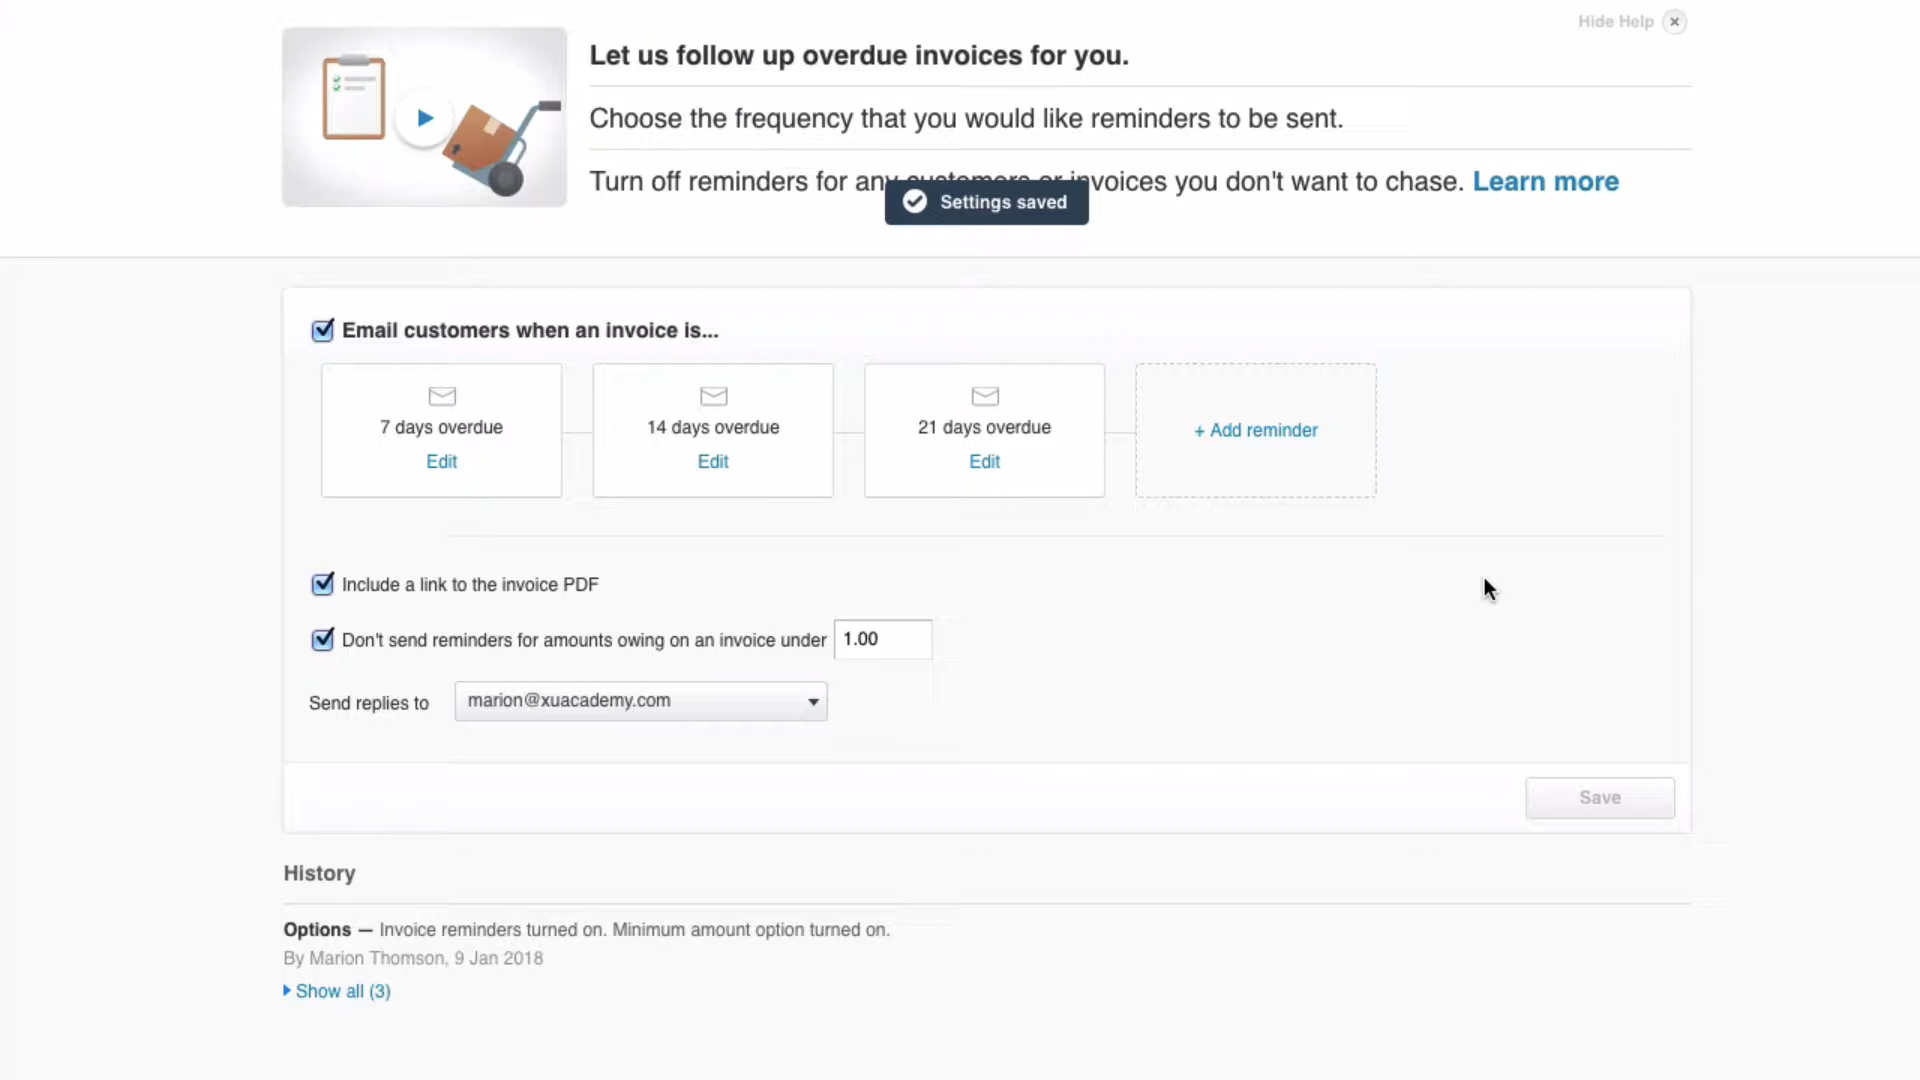 Hide Help
Let us follow up overdue invoices for you.
Choose the frequency that you would like reminders to be sent.
Turn off reminders for any customers or invoices you don't want to chase. Learn more
Settings saved
Email customers when an invoice is...
7 days overdue
Edit
14 days overdue
Edit
21 days overdue
Edit
+ Add reminder
Include a link to the invoice PDF
Don't send reminders for amounts owing on an invoice under 1.00
Send replies to marion@xuacademy.com
Save
History
Options — Invoice reminders turned on. Minimum amount option turned on.
By Marion Thomson, 9 Jan 2018
Show all (3)